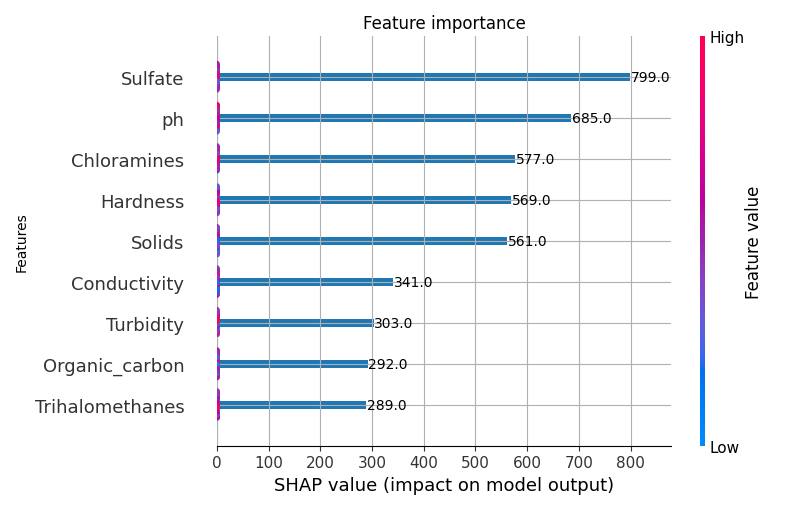 Feature importance
High
Sulfate 799.0
ph 685.0
Chloramines 577.0
Hardness 569.0
Solids 561.0
Conductivity 341.0
Turbidity 303.0
Organic_carbon 292.0
Trihalomethanes 289.0
Features
Feature value
Low
0 100 200 300 400 500 600 700 800
SHAP value (impact on model output)